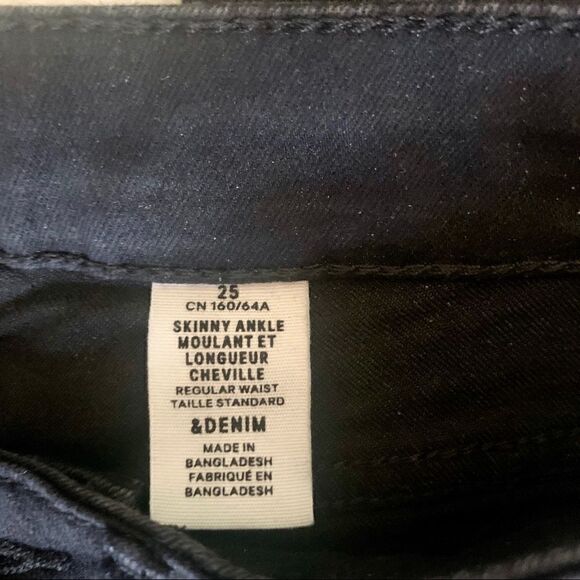 25
CN 160/64A
SKINNY ANKLE
MOULANT ET
LONGUEUR
CHEVILLE
REGULAR WAIST
TAILLE STANDARD
&DENIM
MADE IN
BANGLADESH
FABRIQUÉ EN
BANGLADESH